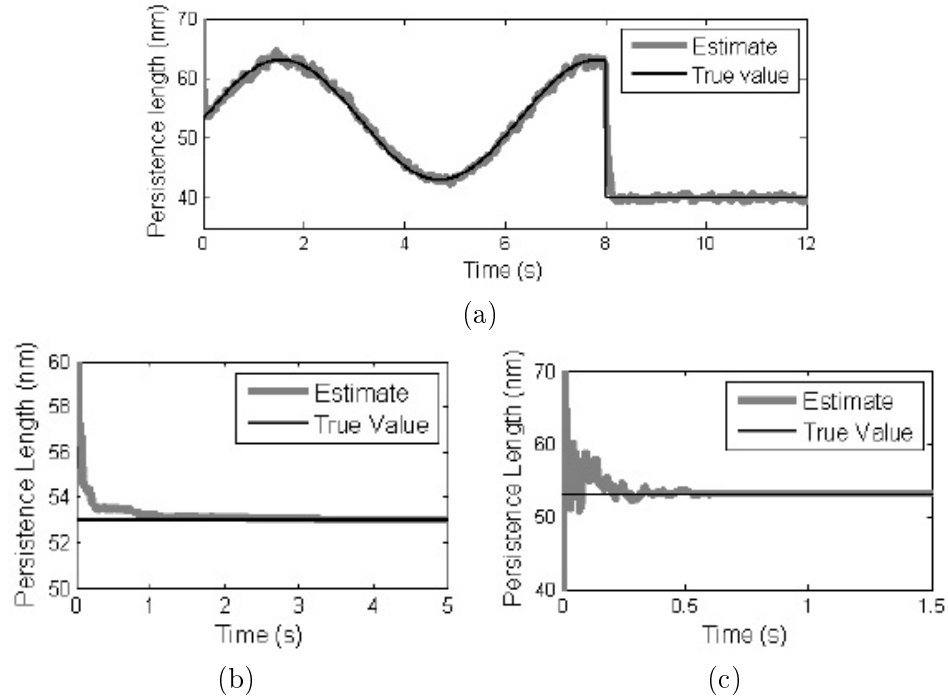 70
60
50
40
Persistence length (nm)
Estimate
True value
0
2
4
6
8
10
12
Time (s)
(a)
60
58
56
54
53
52
50
Persistence Length (nm)
Estimate
True Value
0
1
2
3
4
5
Time (s)
(b)
70
60
50
40
Persistence Length (nm)
Estimate
True Value
0
0.5
1
1.5
Time (s)
(c)